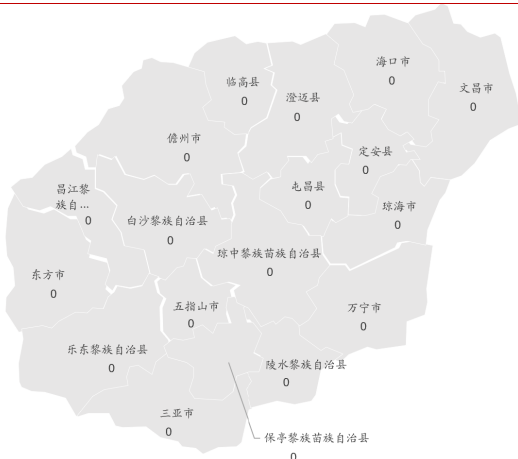 海口市
0
文昌市
0
临高县
0
澄迈县
0
儋州市
0
定安县
0
屯昌县
0
昌江黎
族自...
0
琼海市
0
白沙黎族自治县
0
琼中黎族苗族自治县
0
东方市
0
五指山市
0
万宁市
0
乐东黎族自治县
0
陵水黎族自治县
0
三亚市
0
保亭黎族苗族自治县
0